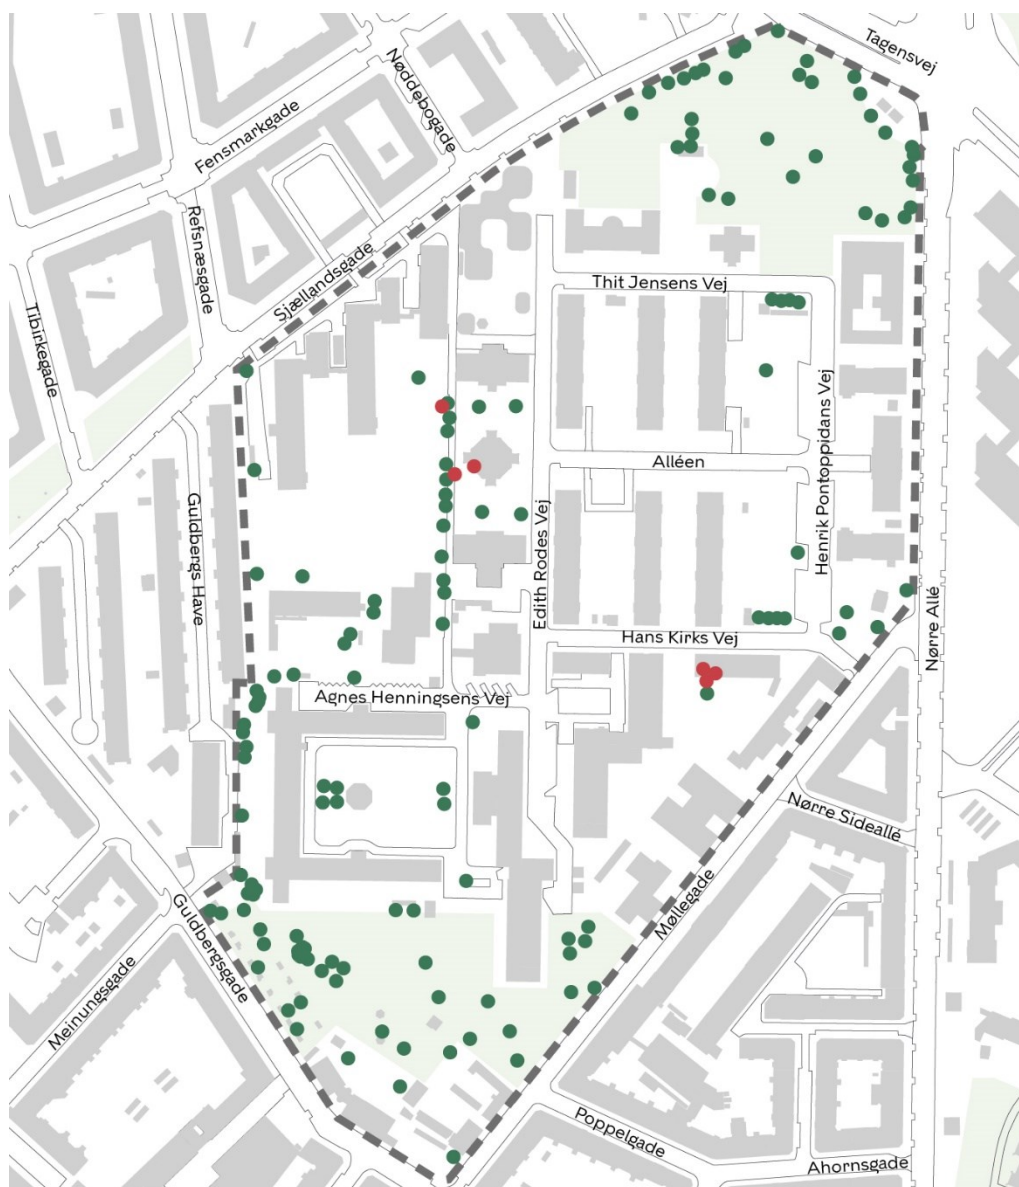 Tagensvej
Nøddebogade
Fensmarkgade
Refsnæsgade
Sjællandsgade
Tibirkegade
Thit Jensens Vej
Henrik Pontoppidans Vej
Alléen
Guldbergs Have
Edith Rodes Vej
Nørre Allé
Hans Kirks Vej
Agnes Henningsens Vej
Nørre Sideallé
Møllegade
Guldbergsgade
Meinungsgade
Poppelgade
Ahornsgade